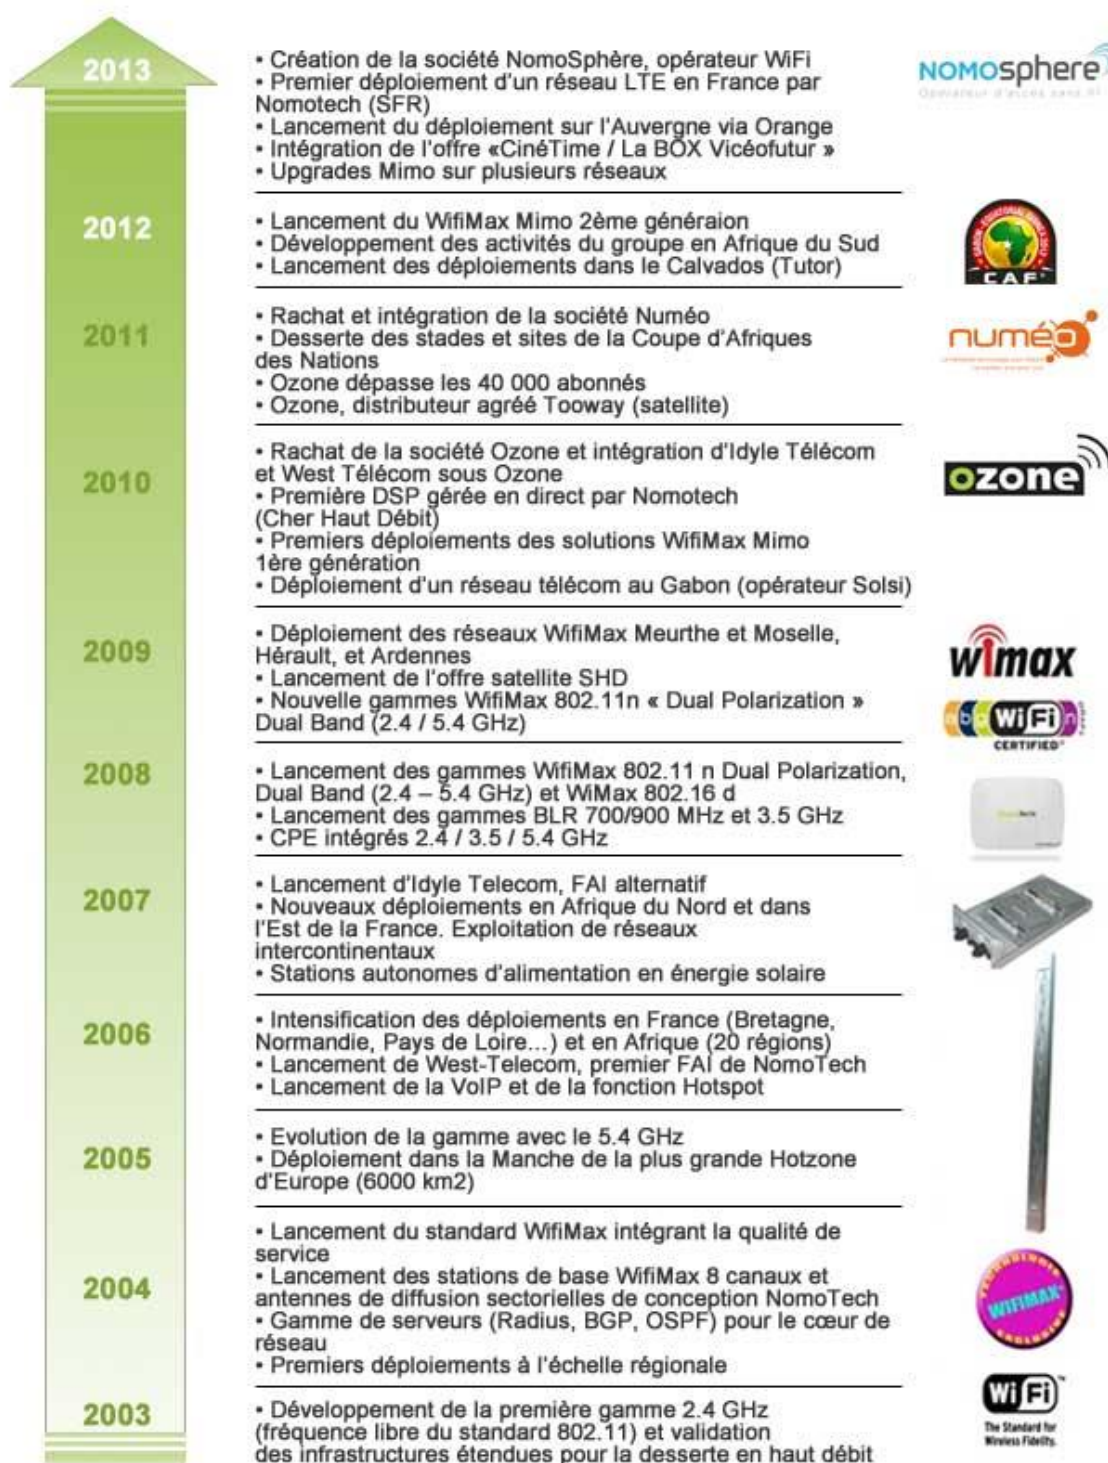 2013
• Création de la société NomoSphère, opérateur WiFi
• Premier déploiement d'un réseau LTE en France par
Nomotech (SFR)
• Lancement du déploiement sur l'Auvergne via Orange
• Intégration de l'offre «CinéTime / La BOX Vicéofutur »
• Upgrades Mimo sur plusieurs réseaux
NOMOsphere
Opérateur d'accès sans fil
2012
• Lancement du WifiMax Mimo 2ème généraion
• Développement des activités du groupe en Afrique du Sud
• Lancement des déploiements dans le Calvados (Tutor)
CAF
2011
• Rachat et intégration de la société Numéo
• Desserte des stades et sites de la Coupe d'Afriques
des Nations
• Ozone dépasse les 40 000 abonnés
• Ozone, distributeur agréé Tooway (satellite)
numéo
2010
• Rachat de la société Ozone et intégration d'Idyle Télécom
et West Télécom sous Ozone
• Première DSP gérée en direct par Nomotech
(Cher Haut Débit)
• Premiers déploiements des solutions WifiMax Mimo
1ère génération
• Déploiement d'un réseau télécom au Gabon (opérateur Solsi)
ozone
2009
• Déploiement des réseaux WifiMax Meurthe et Moselle,
Hérault, et Ardennes
• Lancement de l'offre satellite SHD
• Nouvelle gammes WifiMax 802.11n « Dual Polarization »
Dual Band (2.4 / 5.4 GHz)
wimax
a b g WiFi n
CERTIFIED
2008
• Lancement des gammes WifiMax 802.11 n Dual Polarization,
Dual Band (2.4 – 5.4 GHz) et WiMax 802.16 d
• Lancement des gammes BLR 700/900 MHz et 3.5 GHz
• CPE intégrés 2.4 / 3.5 / 5.4 GHz
2007
• Lancement d'Idyle Telecom, FAI alternatif
• Nouveaux déploiements en Afrique du Nord et dans
l'Est de la France. Exploitation de réseaux
intercontinentaux
• Stations autonomes d'alimentation en énergie solaire
2006
• Intensification des déploiements en France (Bretagne,
Normandie, Pays de Loire...) et en Afrique (20 régions)
• Lancement de West-Telecom, premier FAI de NomoTech
• Lancement de la VoIP et de la fonction Hotspot
2005
• Evolution de la gamme avec le 5.4 GHz
• Déploiement dans la Manche de la plus grande Hotzone
d'Europe (6000 km2)
2004
• Lancement du standard WifiMax intégrant la qualité de
service
• Lancement des stations de base WifiMax 8 canaux et
antennes de diffusion sectorielles de conception NomoTech
• Gamme de serveurs (Radius, BGP, OSPF) pour le cœur de
réseau
• Premiers déploiements à l'échelle régionale
TECHNOLOGIE
WIFIMAX
EXCLUSIVE
2003
• Développement de la première gamme 2.4 GHz
(fréquence libre du standard 802.11) et validation
des infrastructures étendues pour la desserte en haut débit
WiFi™
The Standard for
Wireless Fidelity.